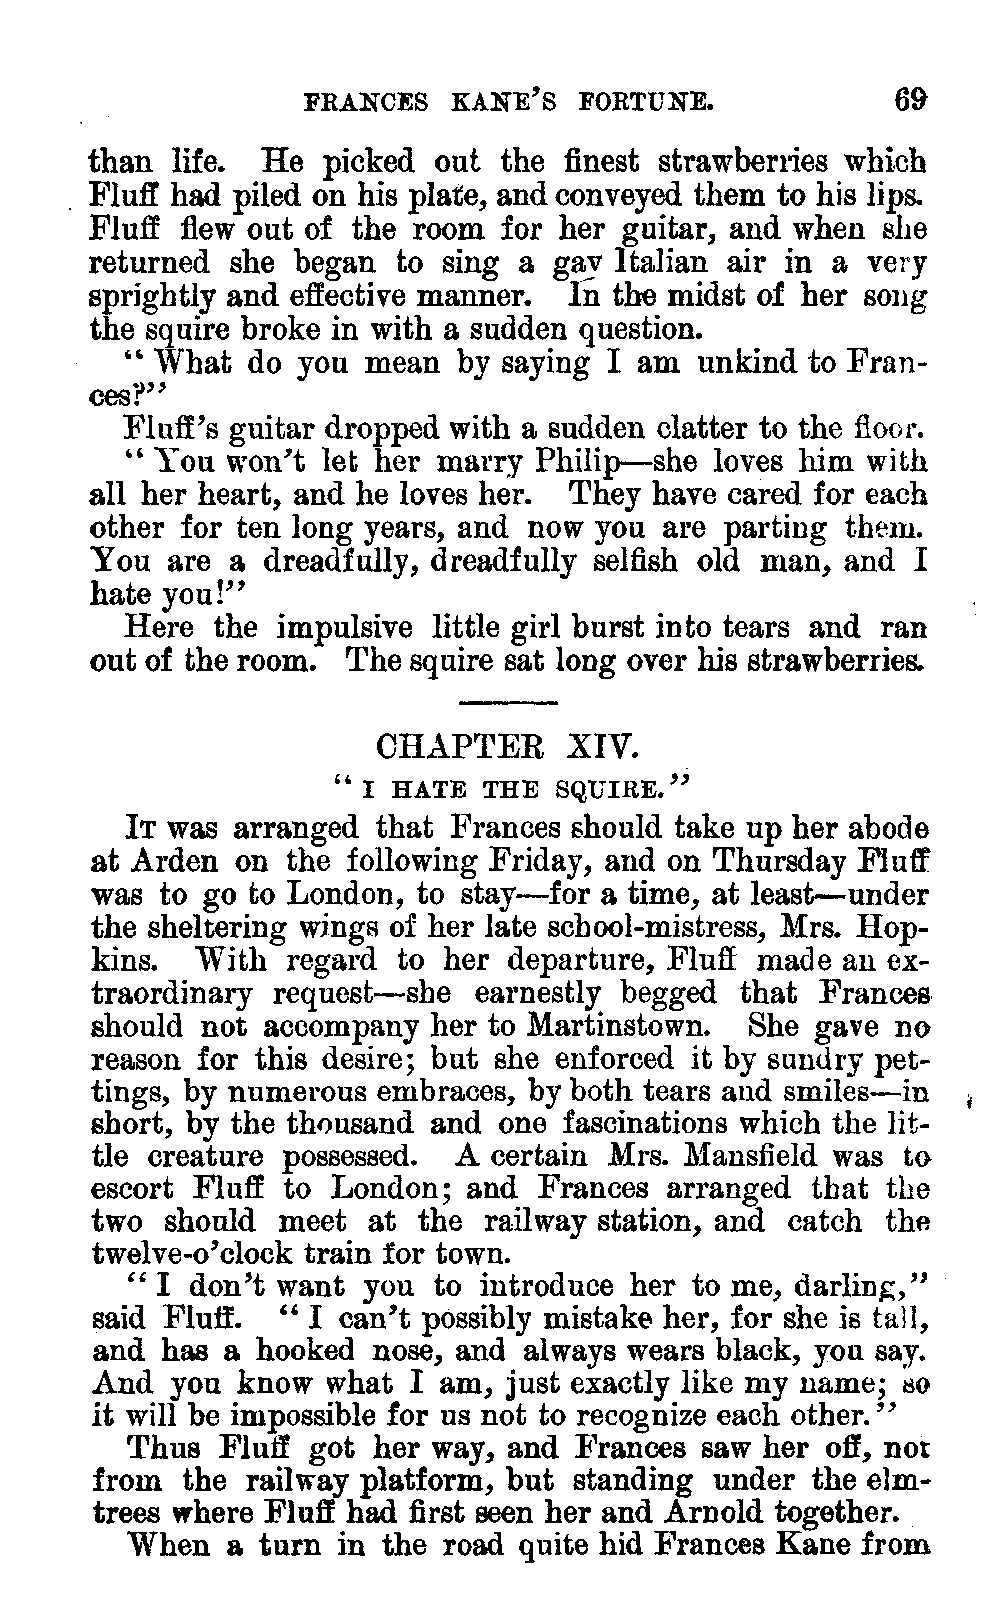 FRANCES KANE'S FORTUNE. 69
than life. He picked out the finest strawberries which
Fluff had piled on his plate, and conveyed them to his lips.
Fluff flew out of the room for her guitar, and when she
returned she began to sing a gay Italian air in a very
sprightly and effective manner. In the midst of her song
the squire broke in with a sudden question.
"What do you mean by saying I am unkind to Fran-
ces?"
Fluff's guitar dropped with a sudden clatter to the floor.
"You won't let her marry Philip—she loves him with
all her heart, and he loves her. They have cared for each
other for ten long years, and now you are parting them.
You are a dreadfully, dreadfully selfish old man, and I
hate you!"
Here the impulsive little girl burst into tears and ran
out of the room. The squire sat long over his strawberries.
CHAPTER XIV.
"I HATE THE SQUIRE."
IT was arranged that Frances should take up her abode
at Arden on the following Friday, and on Thursday Fluff
was to go to London, to stay—for a time, at least—under
the sheltering wings of her late school-mistress, Mrs. Hop-
kins. With regard to her departure, Fluff made an ex-
traordinary request—she earnestly begged that Frances
should not accompany her to Martinstown. She gave no
reason for this desire; but she enforced it by sundry pet-
tings, by numerous embraces, by both tears and smiles—in
short, by the thousand and one fascinations which the lit-
tle creature possessed. A certain Mrs. Mansfield was to
escort Fluff to London; and Frances arranged that the
two should meet at the railway station, and catch the
twelve-o'clock train for town.
"I don't want you to introduce her to me, darling,"
said Fluff. "I can't possibly mistake her, for she is tall,
and has a hooked nose, and always wears black, you say.
And you know what I am, just exactly like my name; so
it will be impossible for us not to recognize each other."
Thus Fluff got her way, and Frances saw her off, not
from the railway platform, but standing under the elm-
trees where Fluff had first seen her and Arnold together.
When a turn in the road quite hid Frances Kane from